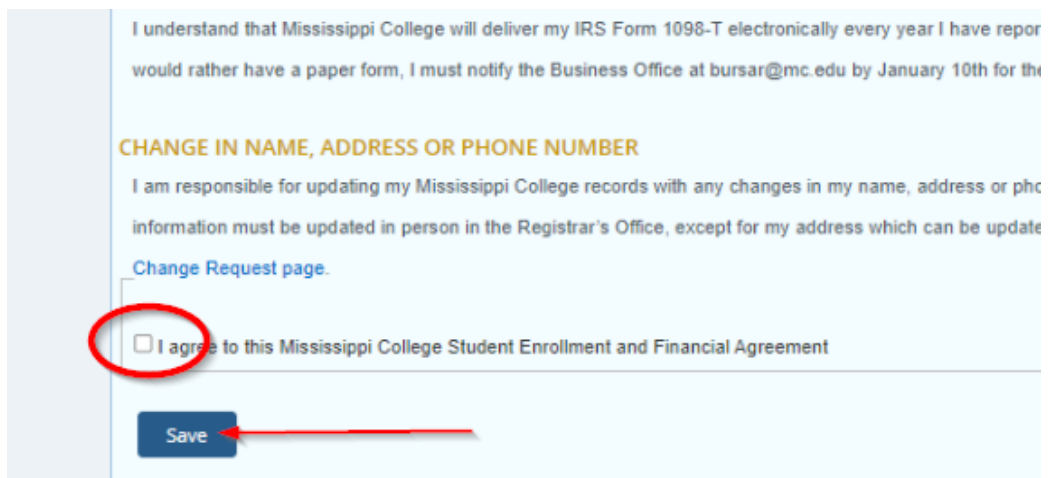 I understand that Mississippi College will deliver my IRS Form 1098-T electronically every year I have repor
would rather have a paper form, I must notify the Business Office at bursar@mc.edu by January 10th for the
CHANGE IN NAME, ADDRESS OR PHONE NUMBER
I am responsible for updating my Mississippi College records with any changes in my name, address or pho
information must be updated in person in the Registrar's Office, except for my address which can be update
Change Request page.
I agree to this Mississippi College Student Enrollment and Financial Agreement
Save